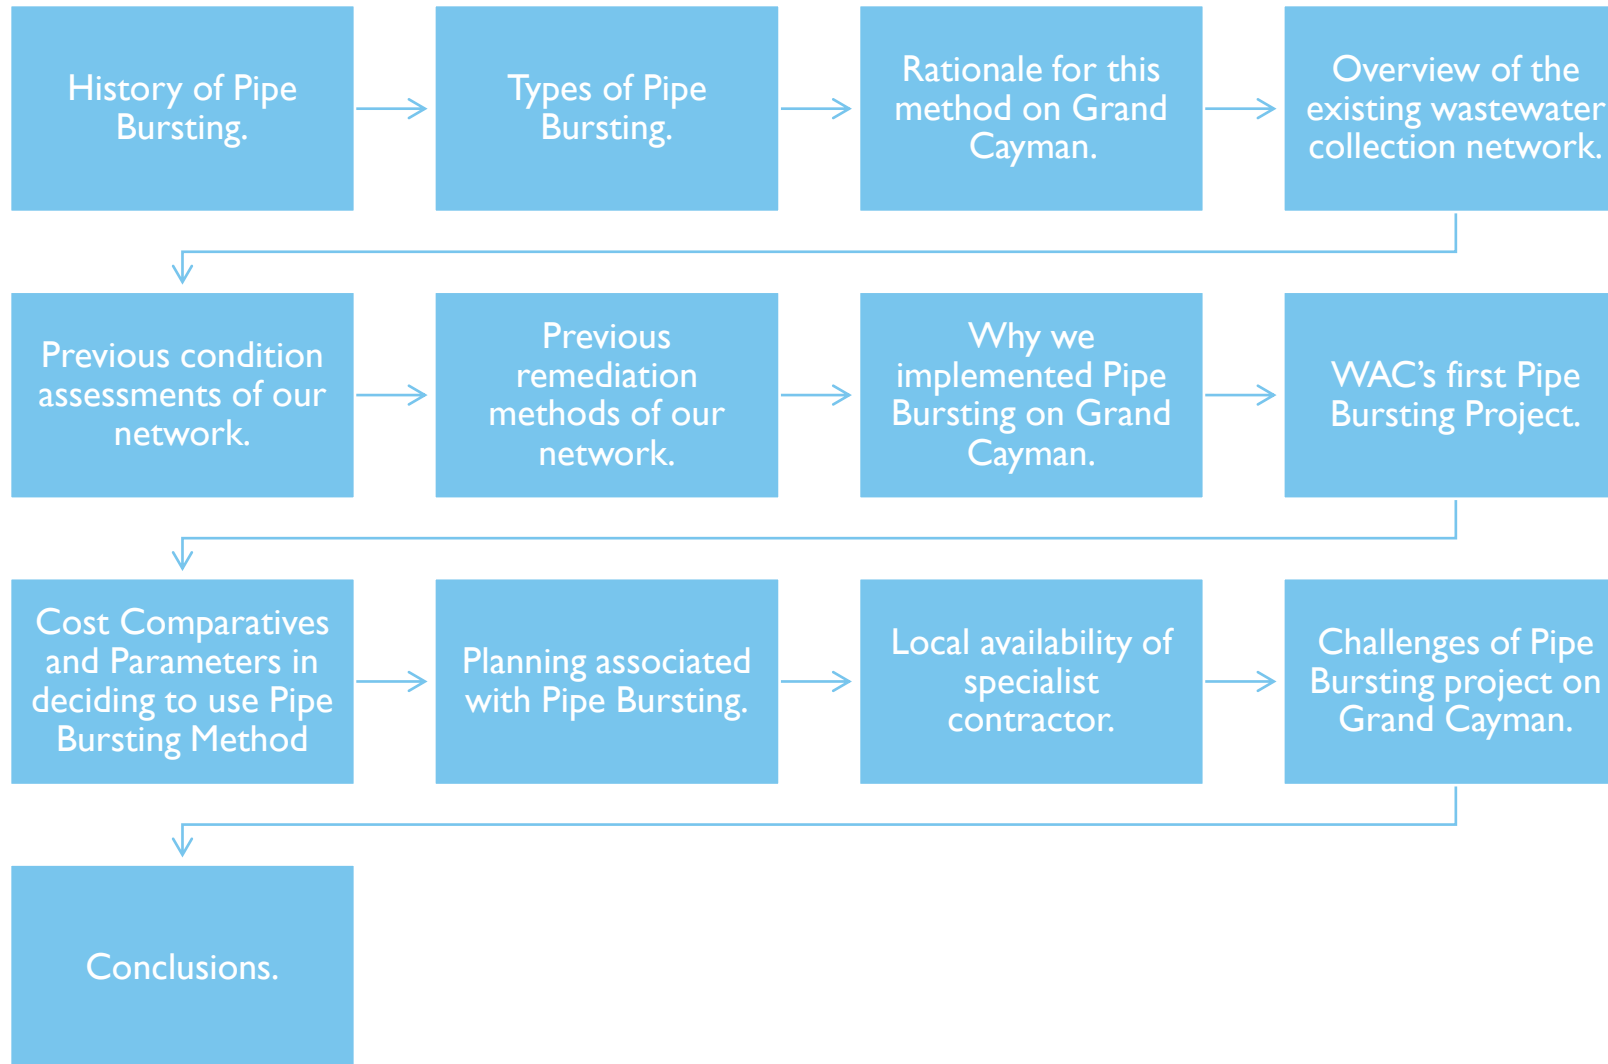 History of Pipe
Bursting.
Types of Pipe
Bursting.
Rationale for this
method on Grand
Cayman.
Overview of the
existing wastewater
collection network.
Previous condition
assessments of our
network.
Previous
remediation
methods of our
network.
Why we
implemented Pipe
Bursting on Grand
Cayman.
WAC’s first Pipe
Bursting Project.
Cost Comparatives
and Parameters in
deciding to use Pipe
Bursting Method
Planning associated
with Pipe Bursting.
Local availability of
specialist
contractor.
Challenges of Pipe
Bursting project on
Grand Cayman.
Conclusions.